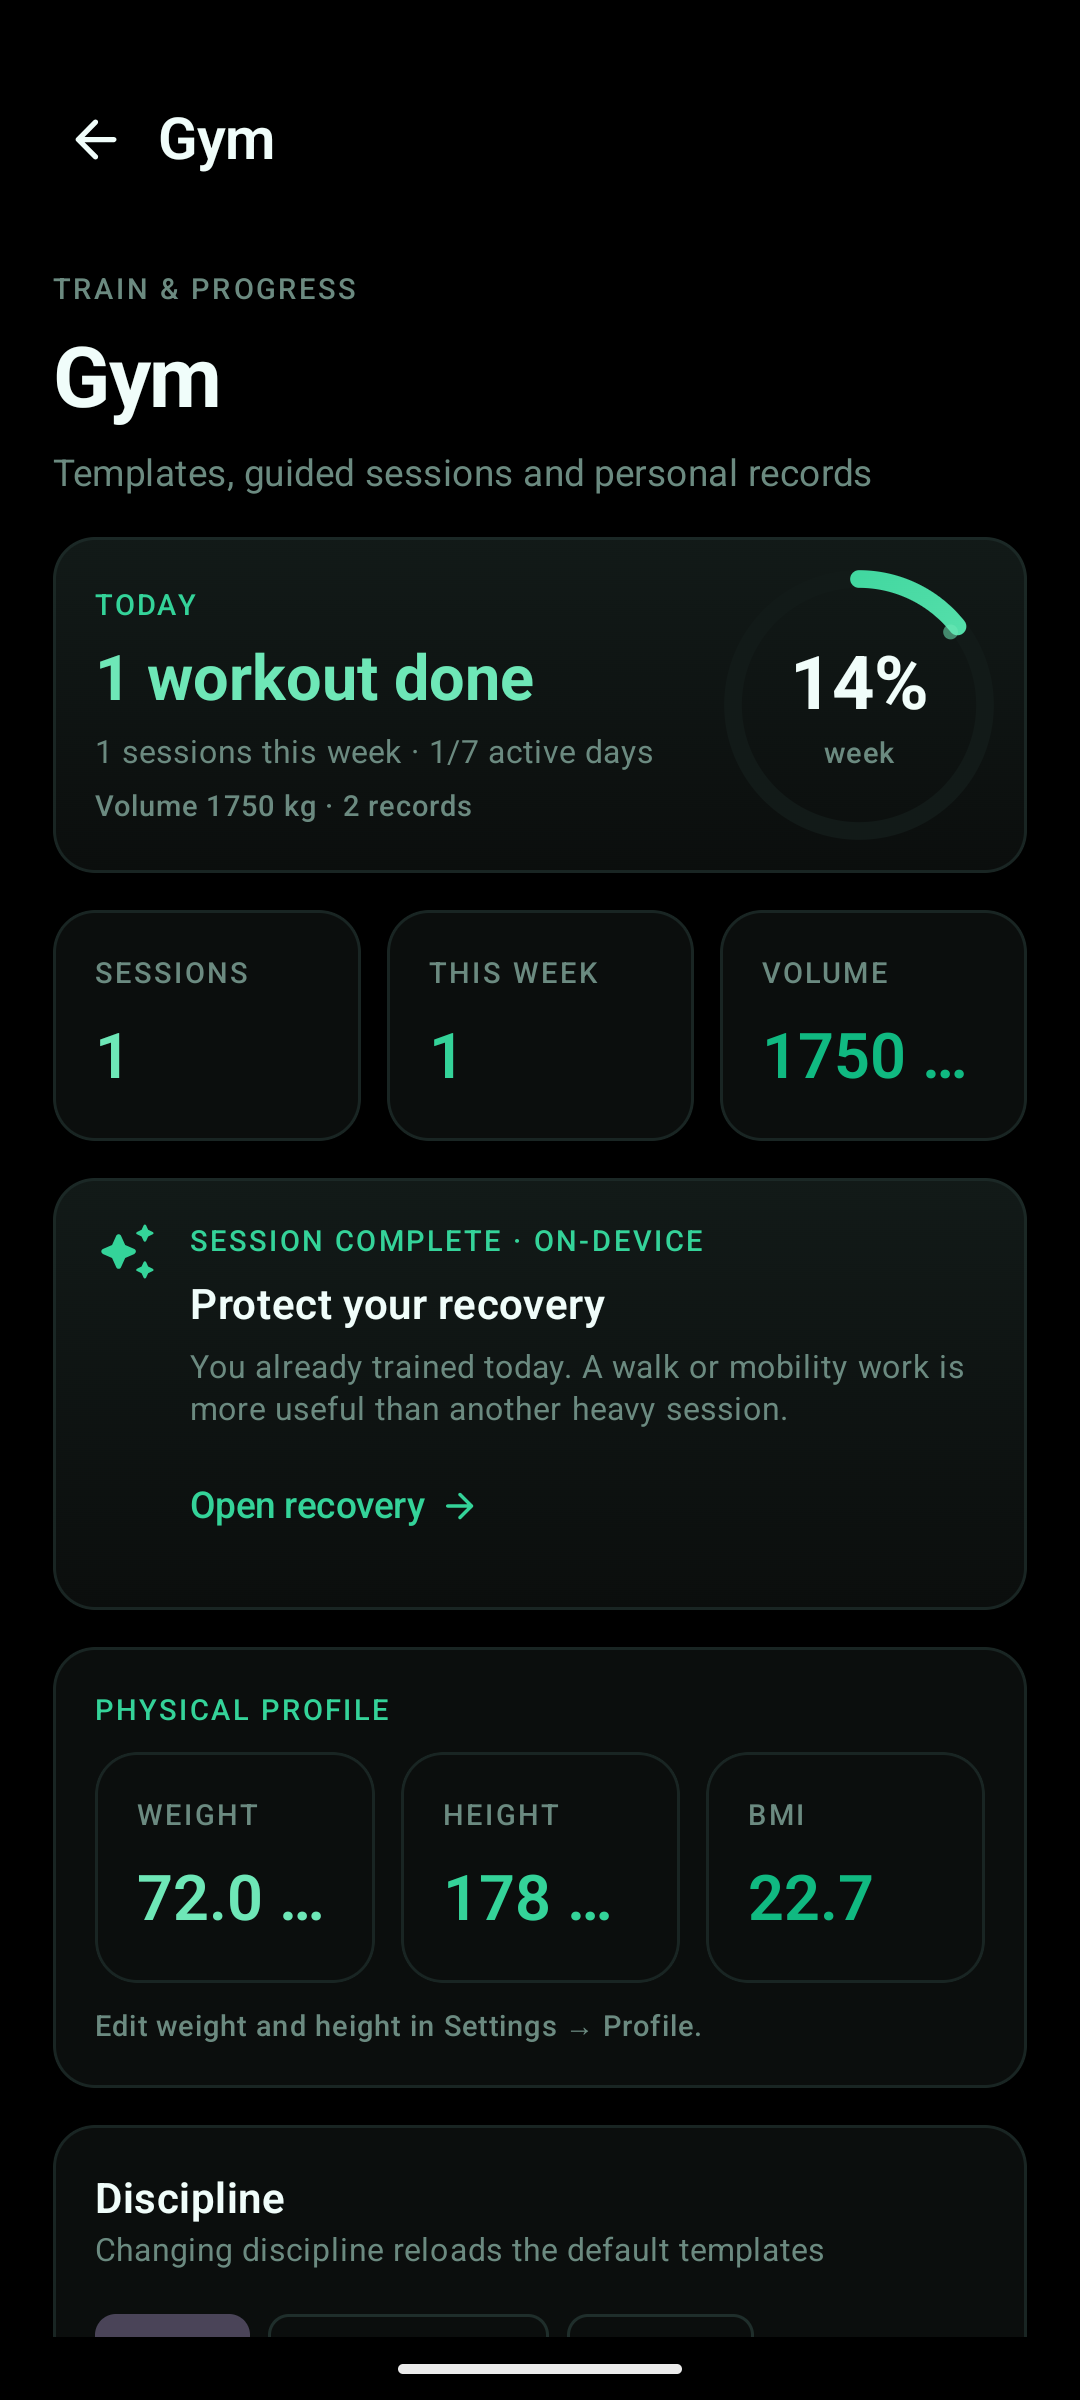 Gym
TRAIN & PROGRESS
Gym
Templates, guided sessions and personal records
TODAY
1 workout done
1 sessions this week · 1/7 active days
Volume 1750 kg · 2 records
14%
week
SESSIONS
1
THIS WEEK
1
VOLUME
1750 ...
SESSION COMPLETE · ON-DEVICE
Protect your recovery
You already trained today. A walk or mobility work is
more useful than another heavy session.
Open recovery →
PHYSICAL PROFILE
WEIGHT
72.0 ...
HEIGHT
178 ...
BMI
22.7
Edit weight and height in Settings → Profile.
Discipline
Changing discipline reloads the default templates